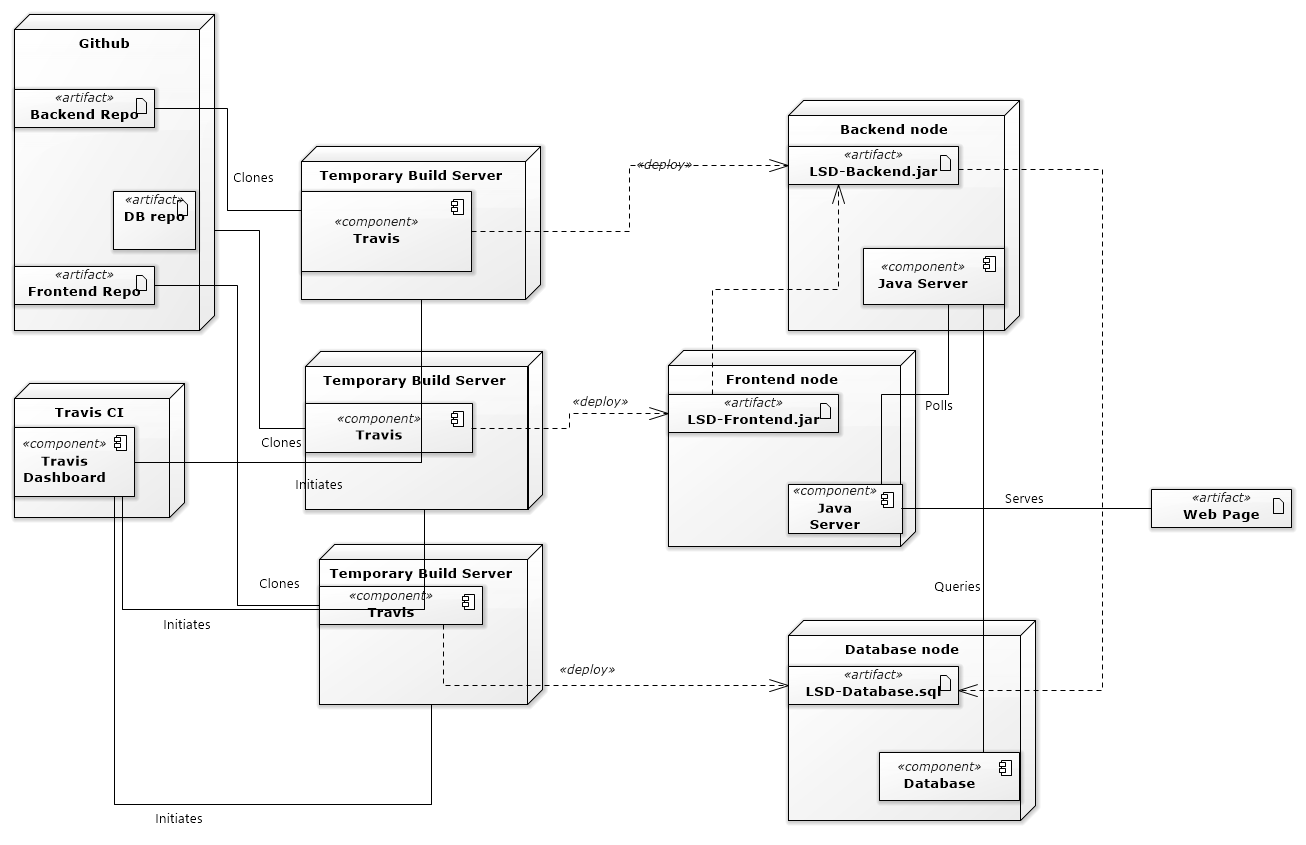 Github
«artifact»
Backend Repo
«artifact»
DB repo
«artifact»
Frontend Repo
Travis CI
«component»
Travis
Dashboard
Clones
Clones
Initiates
Clones
Initiates
Initiates
Temporary Build Server
«component»
Travis
Temporary Build Server
«component»
Travis
Temporary Build Server
«component»
Travis
«deploy»
«deploy»
«deploy»
Backend node
«artifact»
LSD-Backend.jar
«component»
Java Server
Frontend node
«artifact»
LSD-Frontend.jar
«component»
Java
Server
Polls
Serves
«artifact»
Web Page
Queries
Database node
«artifact»
LSD-Database.sql
«component»
Database